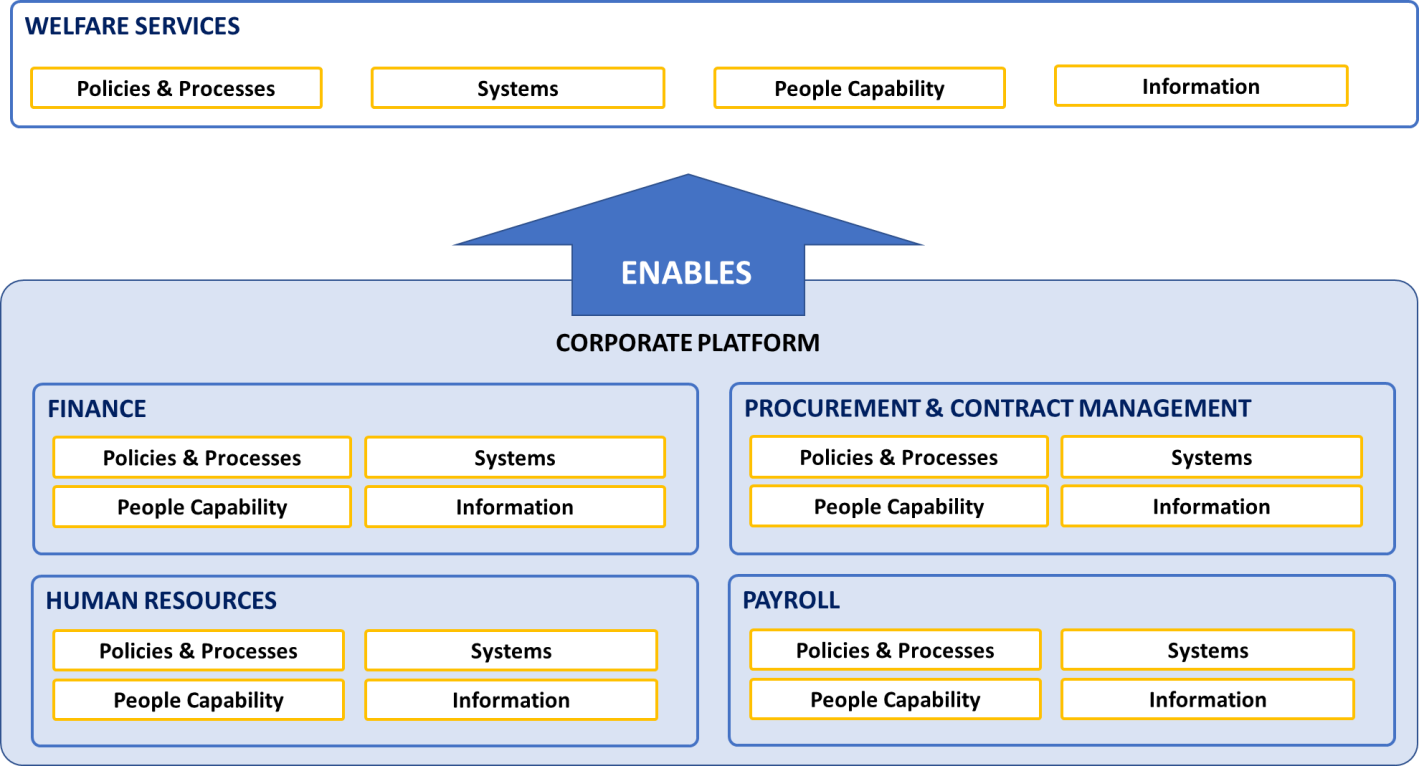 WELFARE SERVICES
Policies & Processes
Systems
People Capability
Information
ENABLES
CORPORATE PLATFORM
FINANCE
Policies & Processes
Systems
People Capability
Information
PROCUREMENT & CONTRACT MANAGEMENT
Policies & Processes
Systems
People Capability
Information
HUMAN RESOURCES
Policies & Processes
Systems
People Capability
Information
PAYROLL
Policies & Processes
Systems
People Capability
Information